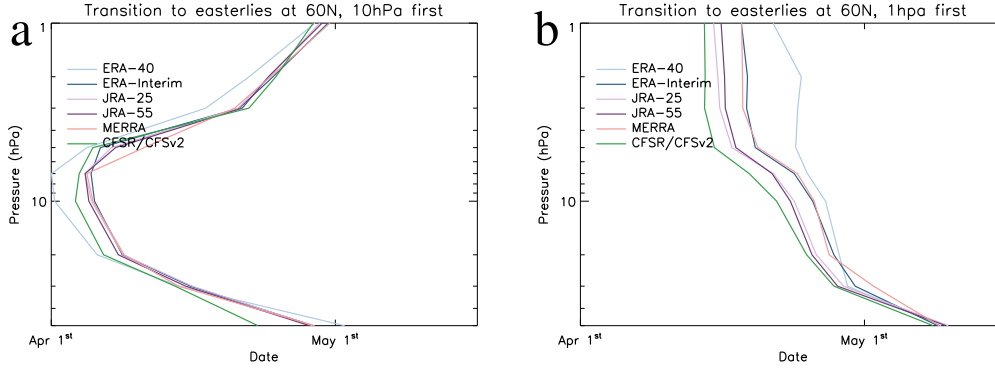 a
Transition to easterlies at 60N, 10hPa first
1
10
Pressure (hPa)
ERA-40
ERA-Interim
JRA-25
JRA-55
MERRA
CFSR/CFSv2
Apr 1st
May 1st
Date
b
Transition to easterlies at 60N, 1hpa first
1
10
Pressure (hPa)
ERA-40
ERA-Interim
JRA-25
JRA-55
MERRA
CFSR/CFSv2
Apr 1st
May 1st
Date